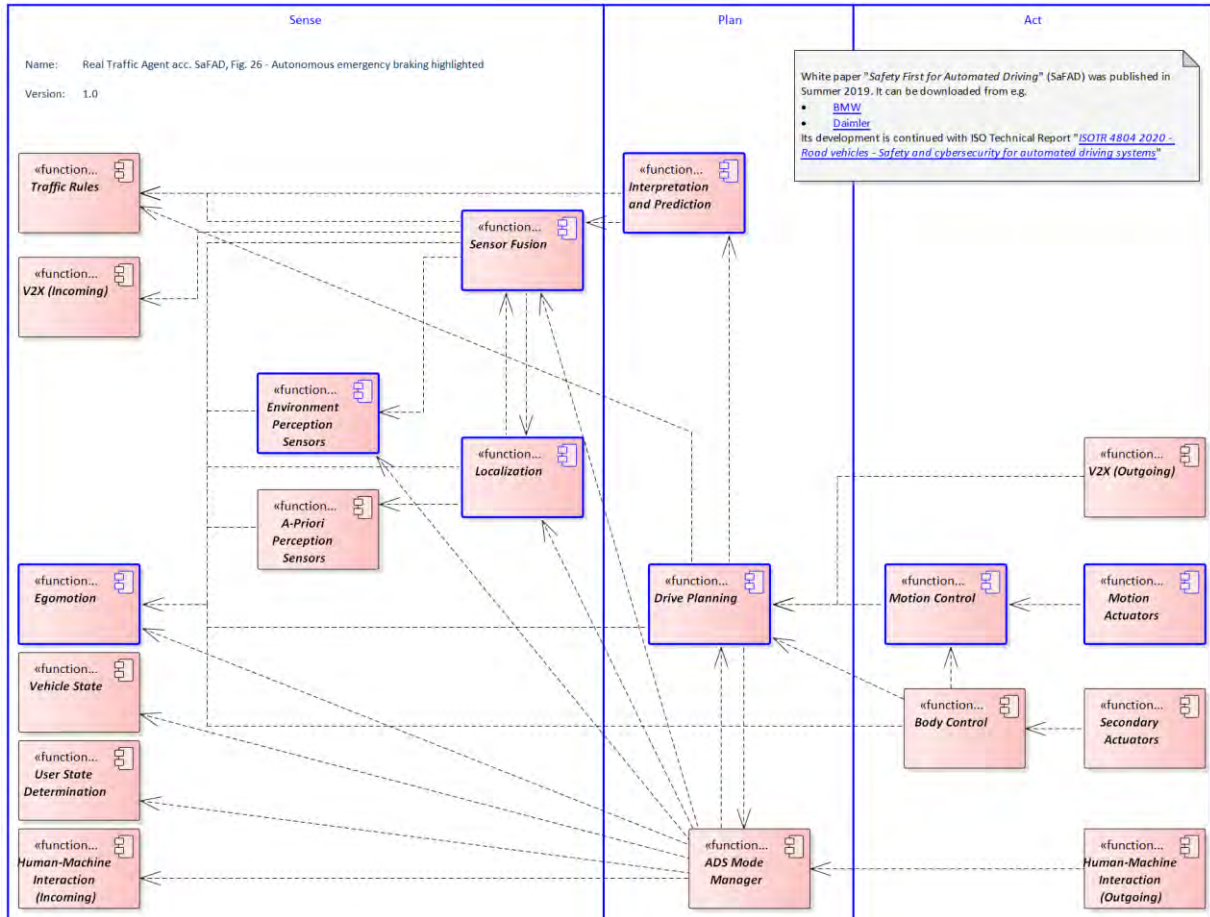 Sense
Plan
Act
Name: Real Traffic Agent acc. SaFAD, Fig. 26 - Autonomous emergency braking highlighted
Version: 1.0
White paper "Safety First for Automated Driving" (SaFAD) was published in
Summer 2019. It can be downloaded from e.g.
• BMW
• Daimler
Its development is continued with ISO Technical Report "ISOTR 4804 2020 -
Road vehicles - Safety and cybersecurity for automated driving systems"
«function...
Traffic Rules
«function...
Interpretation
and Prediction
«function...
Sensor Fusion
«function...
V2X (Incoming)
«function...
Environment
Perception
Sensors
«function...
Localization
«function...
V2X (Outgoing)
«function...
A-Priori
Perception
Sensors
«function...
Egomotion
«function...
Drive Planning
«function...
Motion Control
«function...
Motion
Actuators
«function...
Vehicle State
«function...
Body Control
«function...
Secondary
Actuators
«function...
User State
Determination
«function...
Human-Machine
Interaction
(Incoming)
«function...
ADS Mode
Manager
«function...
Human-Machine
Interaction
(Outgoing)